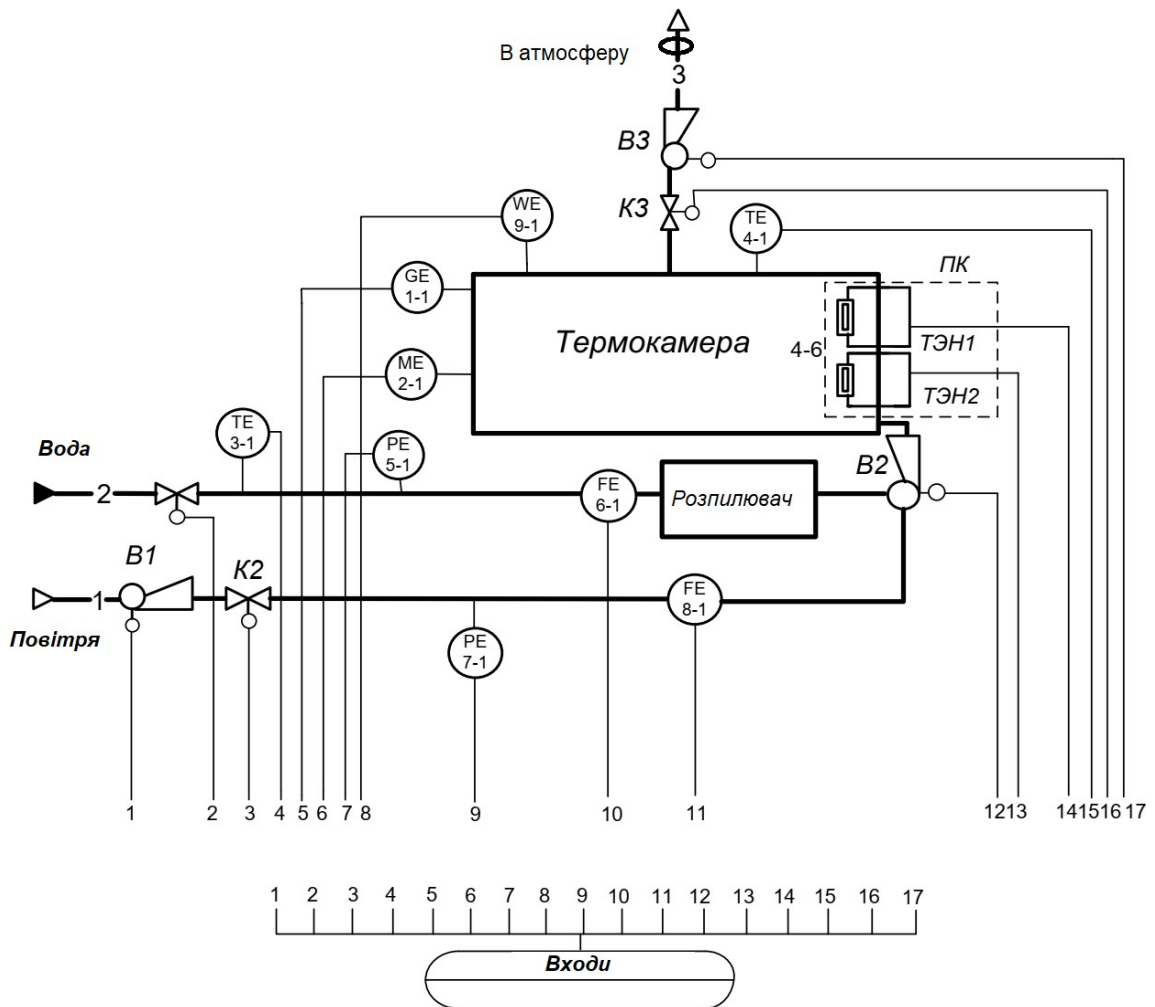 В атмосферу
3
В3
WE
9-1
К3
TE
4-1
GE
1-1
ПК
Термокамера
4-6
ТЭН1
ME
2-1
ТЭН2
TE
3-1
Вода
PE
5-1
В2
2
FE
6-1
Розпилювач
В1
К2
1
FE
8-1
Повітря
PE
7-1
1 2 3 4 5 6 7 8 9 10 11 12 13 14 15 16 17
1 2 3 4 5 6 7 8 9 10 11 12 13 14 15 16 17
Входи